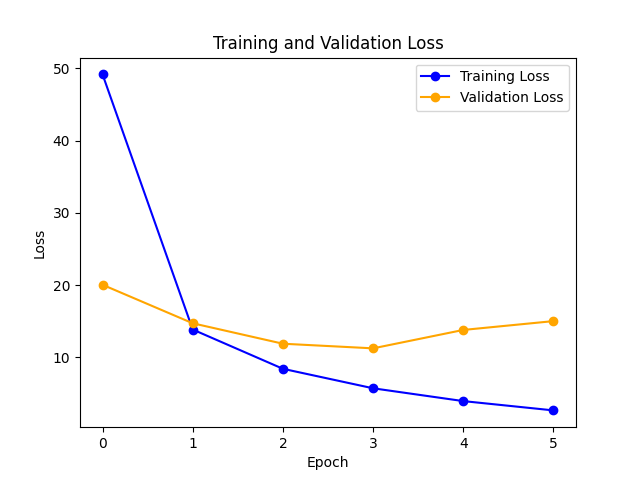 Training and Validation Loss
Training Loss
Validation Loss
50
40
30
20
10
Loss
0 1 2 3 4 5
Epoch